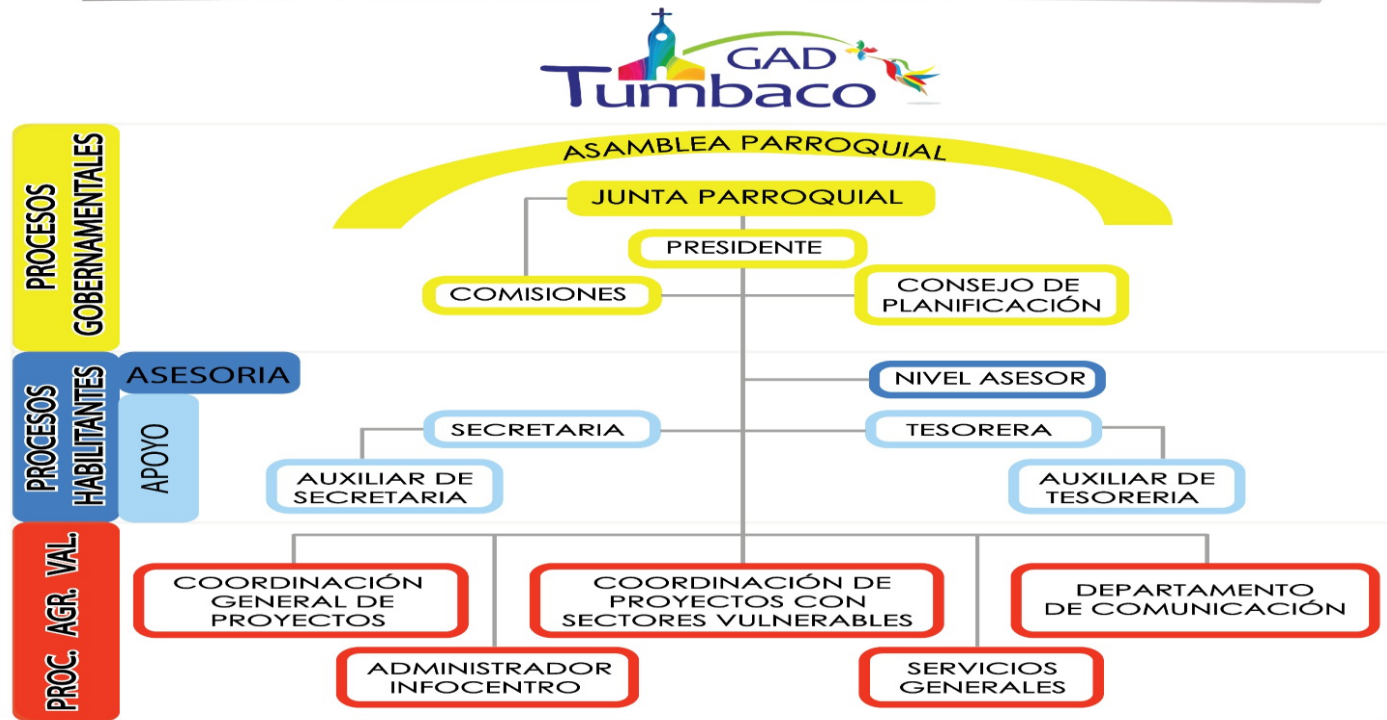 GAD
Tumbaco
PROCESOS
GOBERNAMENTALES
ASAMBLEA PARROQUIAL
JUNTA PARROQUIAL
PRESIDENTE
COMISIONES
CONSEJO DE
PLANIFICACIÓN
PROCESOS
HABILITANTES
ASESORIA
NIVEL ASESOR
APOYO
SECRETARIA
TESORERA
AUXILIAR DE
SECRETARIA
AUXILIAR DE
TESORERIA
PROC. AGR. VAL.
COORDINACIÓN
GENERAL DE
PROYECTOS
COORDINACIÓN DE
PROYECTOS CON
SECTORES VULNERABLES
DEPARTAMENTO
DE COMUNICACIÓN
ADMINISTRADOR
INFOCENTRO
SERVICIOS
GENERALES